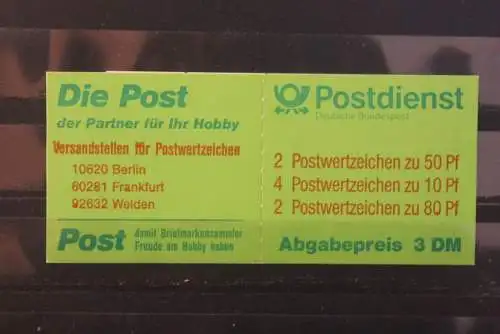 Die Post
der Partner für Ihr Hobby
Versandstellen für Postwertzeichen
10620 Berlin
60281 Frankfurt
92632 Weiden
Post
damit Briefmarkensammler
Freude am Hobby haben
Postdienst
Deutsche Bundespost
2 Postwertzeichen zu 50 Pf
4 Postwertzeichen zu 10 Pf
2 Postwertzeichen zu 80 Pf
Abgabepreis 3 DM